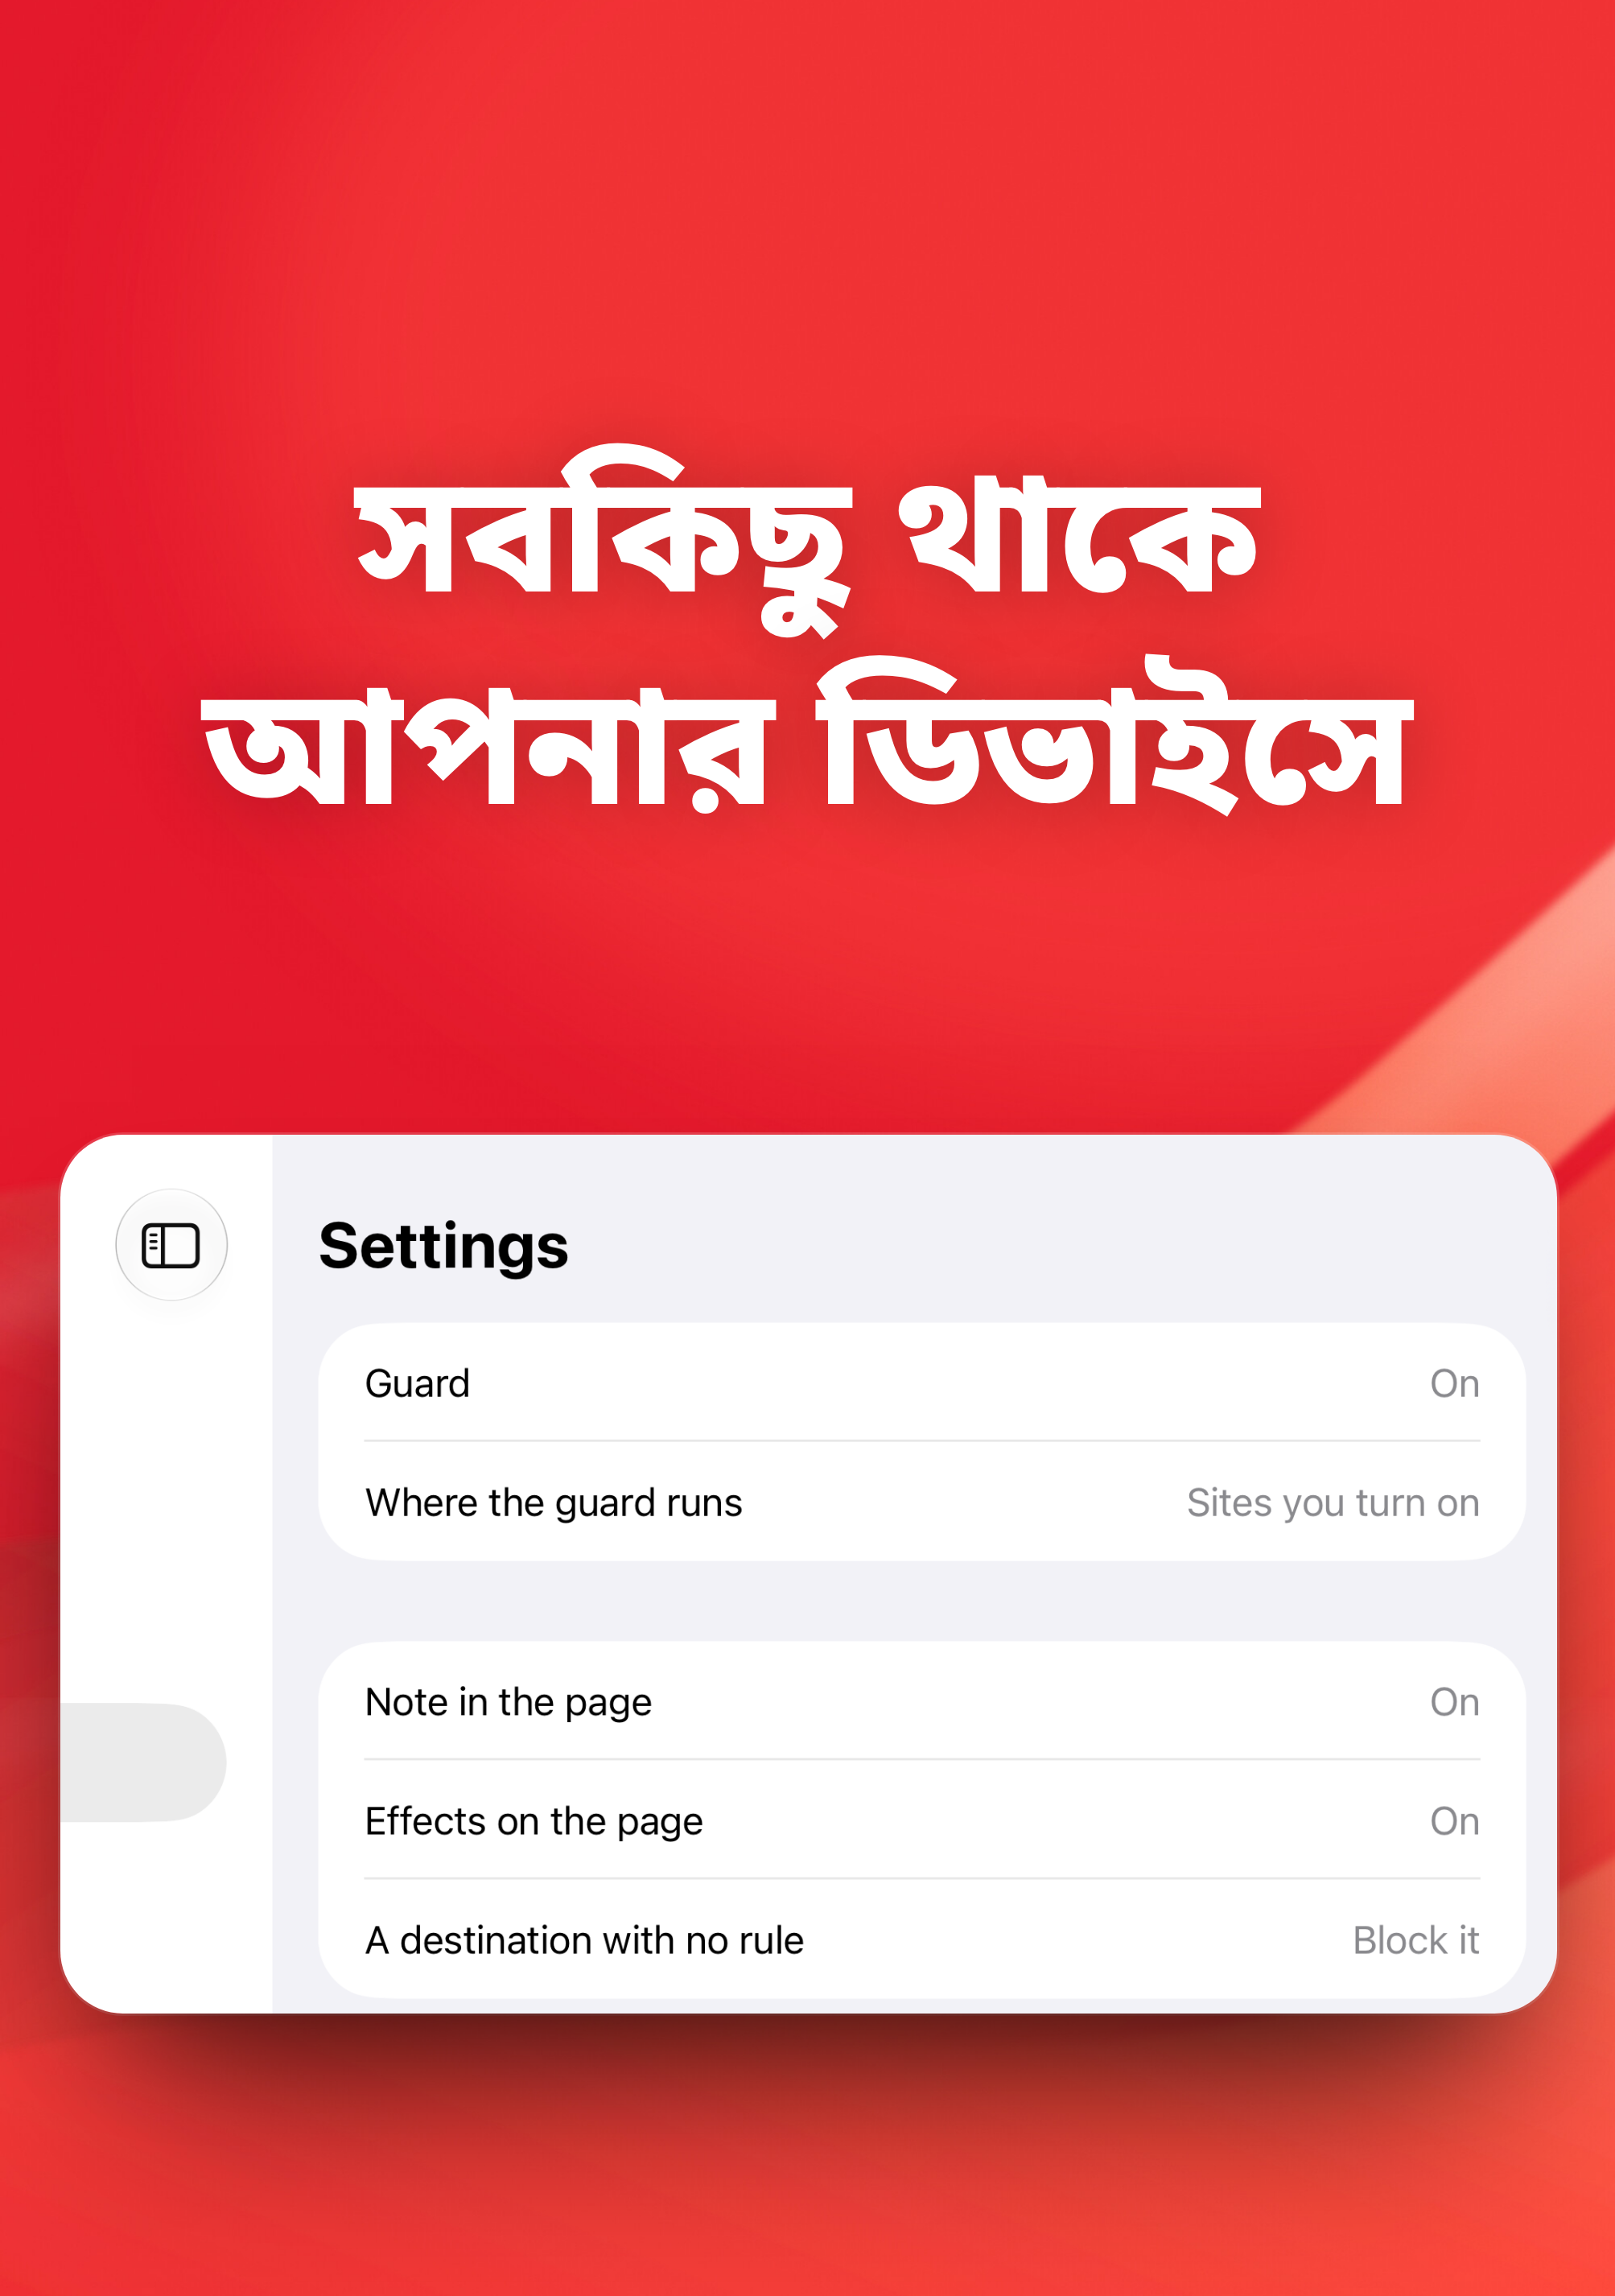 সবকিছু থাকে
আপনার ডিভাইসে
Settings
Guard On
Where the guard runs Sites you turn on
Note in the page On
Effects on the page On
A destination with no rule Block it